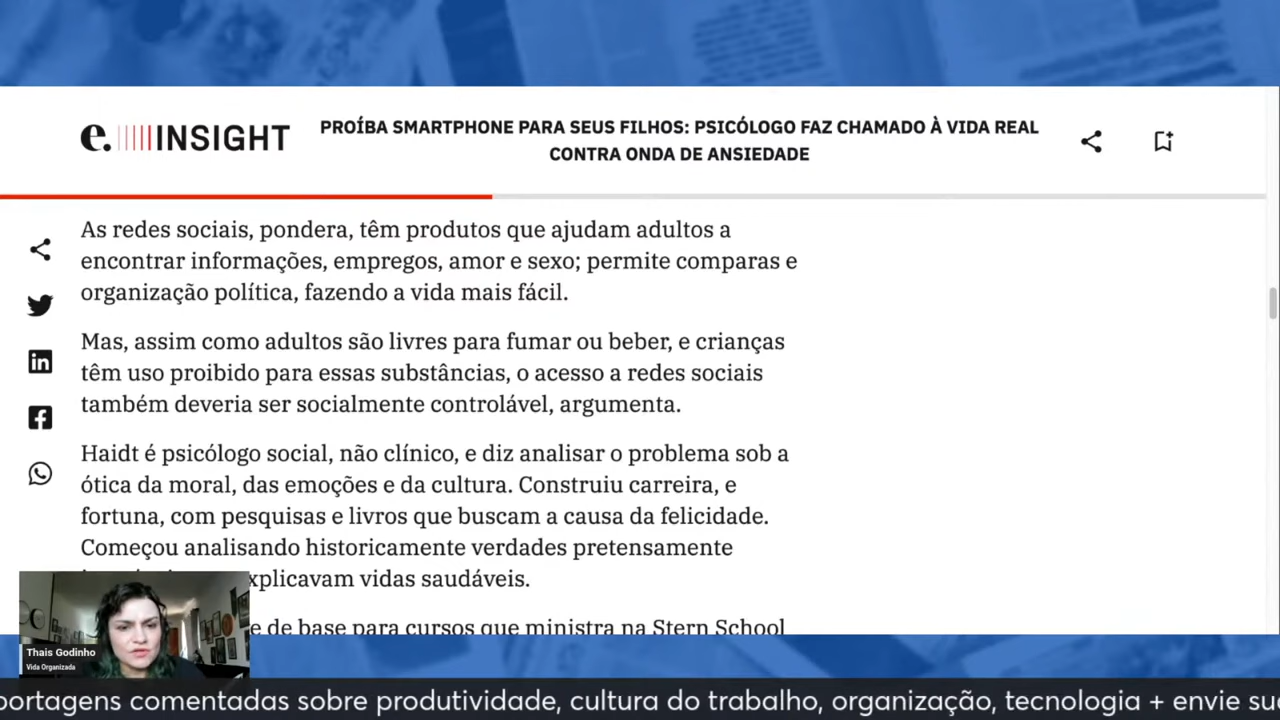 e. INSIGHT
PROÍBA SMARTPHONE PARA SEUS FILHOS: PSICÓLOGO FAZ CHAMADO À VIDA REAL
CONTRA ONDA DE ANSIEDADE
As redes sociais, pondera, têm produtos que ajudam adultos a
encontrar informações, empregos, amor e sexo; permite comparas e
organização política, fazendo a vida mais fácil.
Mas, assim como adultos são livres para fumar ou beber, e crianças
têm uso proibido para essas substâncias, o acesso a redes sociais
também deveria ser socialmente controlável, argumenta.
Haidt é psicólogo social, não clínico, e diz analisar o problema sob a
ótica da moral, das emoções e da cultura. Construiu carreira, e
fortuna, com pesquisas e livros que buscam a causa da felicidade.
Começou analisando historicamente verdades pretensamente
xplicavam vidas saudáveis.
e de base para cursos que ministra na Stern School
Thais Godinho
Vida Organizada
portagens comentadas sobre produtividade, cultura do trabalho, organização, tecnologia + envie su